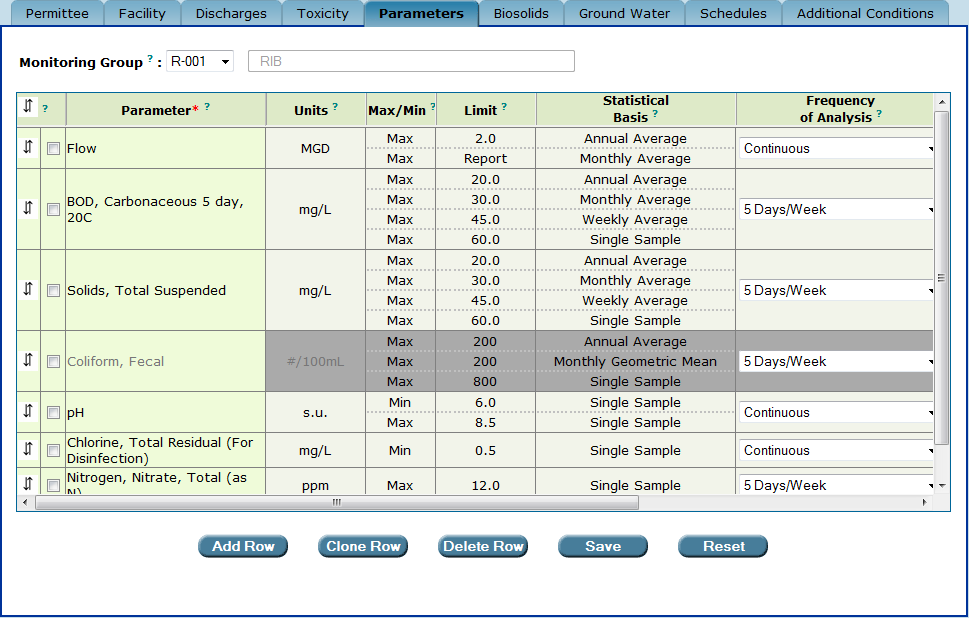 Permittee Facility Discharges Toxicity Parameters Biosolids Ground Water Schedules Additional Conditions
Monitoring Group ? : R-001 RIB
? Parameter* ? Units ? Max/Min ? Limit ? Statistical Basis ? Frequency of Analysis ?
Flow MGD Max 2.0 Annual Average Continuous
Max Report Monthly Average
BOD, Carbonaceous 5 day, 20C mg/L Max 20.0 Annual Average 5 Days/Week
Max 30.0 Monthly Average
Max 45.0 Weekly Average
Max 60.0 Single Sample
Solids, Total Suspended mg/L Max 20.0 Annual Average 5 Days/Week
Max 30.0 Monthly Average
Max 45.0 Weekly Average
Max 60.0 Single Sample
Coliform, Fecal #/100mL Max 200 Annual Average 5 Days/Week
Max 200 Monthly Geometric Mean
Max 800 Single Sample
pH s.u. Min 6.0 Single Sample Continuous
Max 8.5 Single Sample
Chlorine, Total Residual (For Disinfection) mg/L Min 0.5 Single Sample Continuous
Nitrogen, Nitrate, Total (as N) ppm Max 12.0 Single Sample 5 Days/Week
Add Row Clone Row Delete Row Save Reset